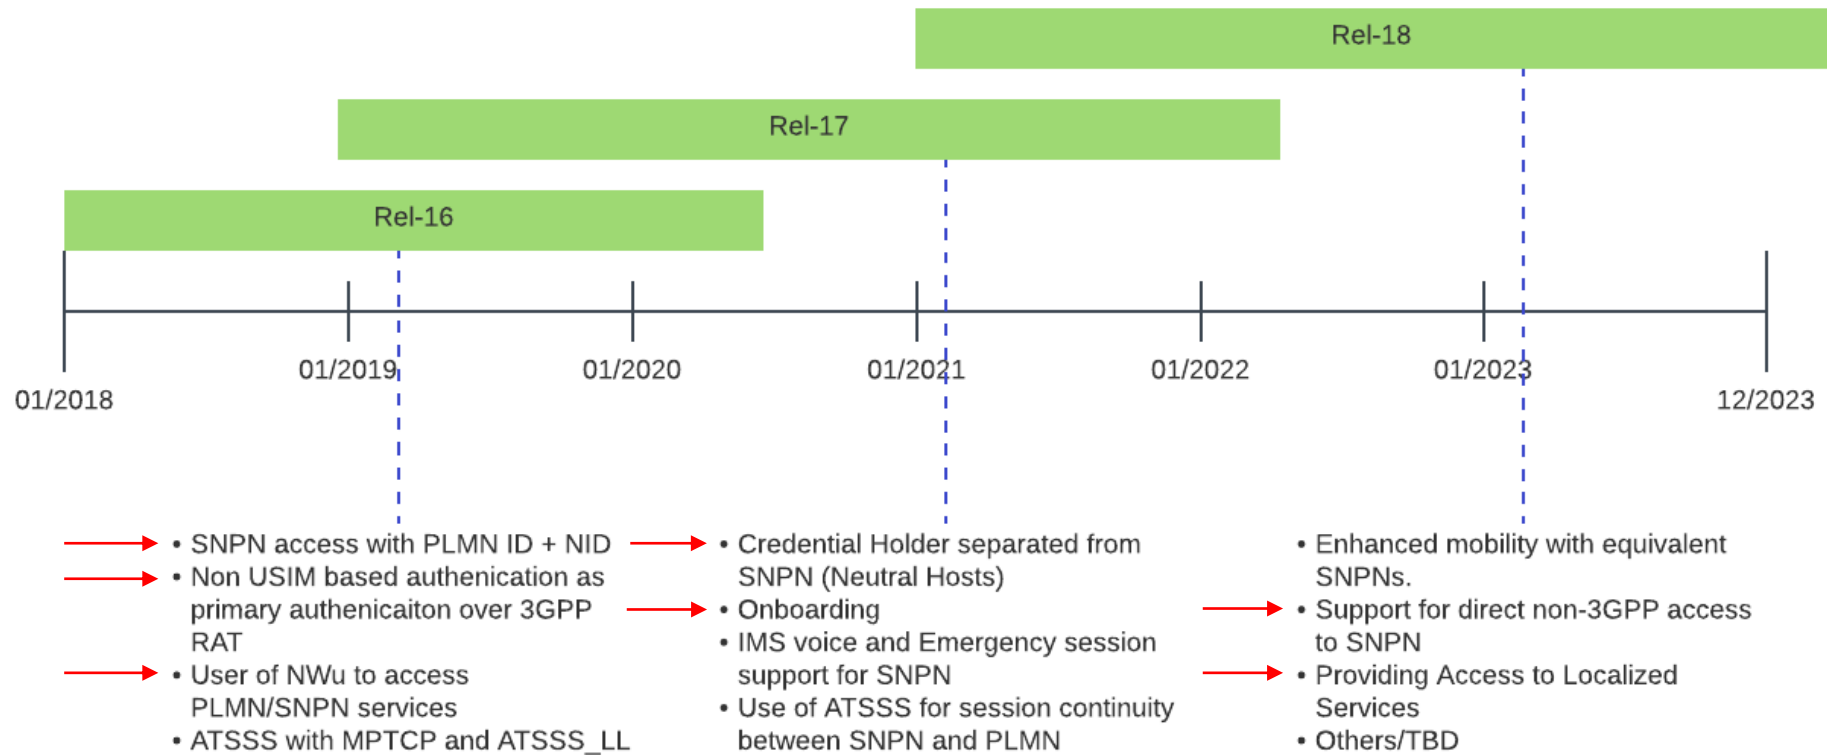 Rel-18
Rel-17
Rel-16
01/2019
01/2020
01/2021
01/2022
01/2023
01/2018
12/2023
• SNPN access with PLMN ID + NID
• Non USIM based authenication as
primary authenicaiton over 3GPP
RAT
• User of NWu to access
PLMN/SNPN services
• ATSSS with MPTCP and ATSSS_LL
• Credential Holder separated from
SNPN (Neutral Hosts)
• Onboarding
• IMS voice and Emergency session
support for SNPN
• Use of ATSSS for session continuity
between SNPN and PLMN
• Enhanced mobility with equivalent
SNPNs.
• Support for direct non-3GPP access
to SNPN
• Providing Access to Localized
Services
• Others/TBD